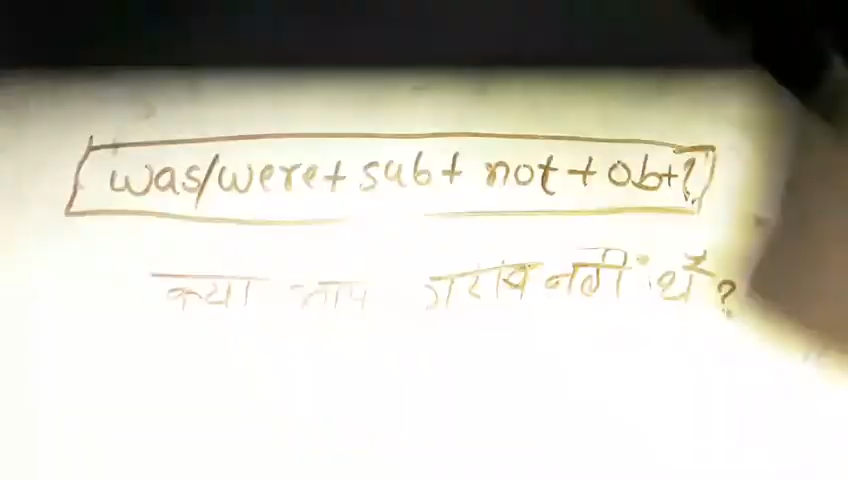 was/were+ sub+ not + ob+?
क्या आप गरीब नहीं थे ?